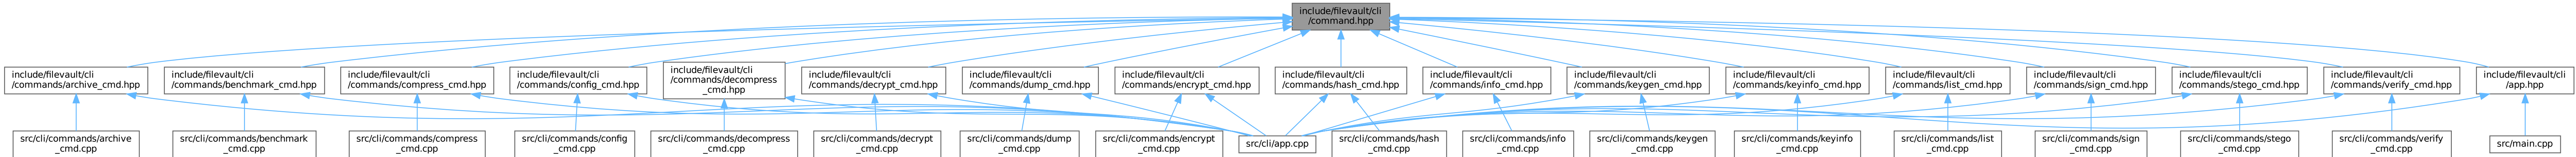 include/filevault/cli
/command.hpp
include/filevault/cli
/commands/archive_cmd.hpp
include/filevault/cli
/commands/benchmark_cmd.hpp
include/filevault/cli
/commands/compress_cmd.hpp
include/filevault/cli
/commands/config_cmd.hpp
include/filevault/cli
/commands/decompress
_cmd.hpp
include/filevault/cli
/commands/decrypt_cmd.hpp
include/filevault/cli
/commands/dump_cmd.hpp
include/filevault/cli
/commands/encrypt_cmd.hpp
include/filevault/cli
/commands/hash_cmd.hpp
include/filevault/cli
/commands/info_cmd.hpp
include/filevault/cli
/commands/keygen_cmd.hpp
include/filevault/cli
/commands/keyinfo_cmd.hpp
include/filevault/cli
/commands/list_cmd.hpp
include/filevault/cli
/commands/sign_cmd.hpp
include/filevault/cli
/commands/stego_cmd.hpp
include/filevault/cli
/commands/verify_cmd.hpp
include/filevault/cli
/app.hpp
src/cli/commands/archive
_cmd.cpp
src/cli/commands/benchmark
_cmd.cpp
src/cli/commands/compress
_cmd.cpp
src/cli/commands/config
_cmd.cpp
src/cli/commands/decompress
_cmd.cpp
src/cli/commands/decrypt
_cmd.cpp
src/cli/commands/dump
_cmd.cpp
src/cli/commands/encrypt
_cmd.cpp
src/cli/app.cpp
src/cli/commands/hash
_cmd.cpp
src/cli/commands/info
_cmd.cpp
src/cli/commands/keygen
_cmd.cpp
src/cli/commands/keyinfo
_cmd.cpp
src/cli/commands/list
_cmd.cpp
src/cli/commands/sign
_cmd.cpp
src/cli/commands/stego
_cmd.cpp
src/cli/commands/verify
_cmd.cpp
src/main.cpp